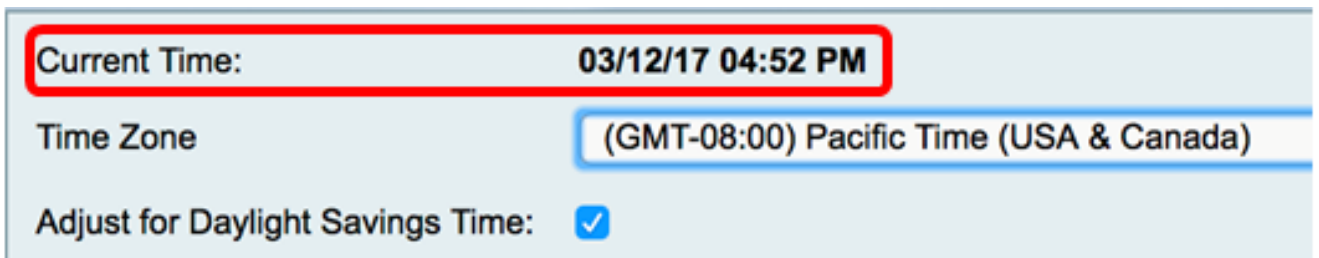 Current Time: 03/12/17 04:52 PM
Time Zone (GMT-08:00) Pacific Time (USA & Canada)
Adjust for Daylight Savings Time: